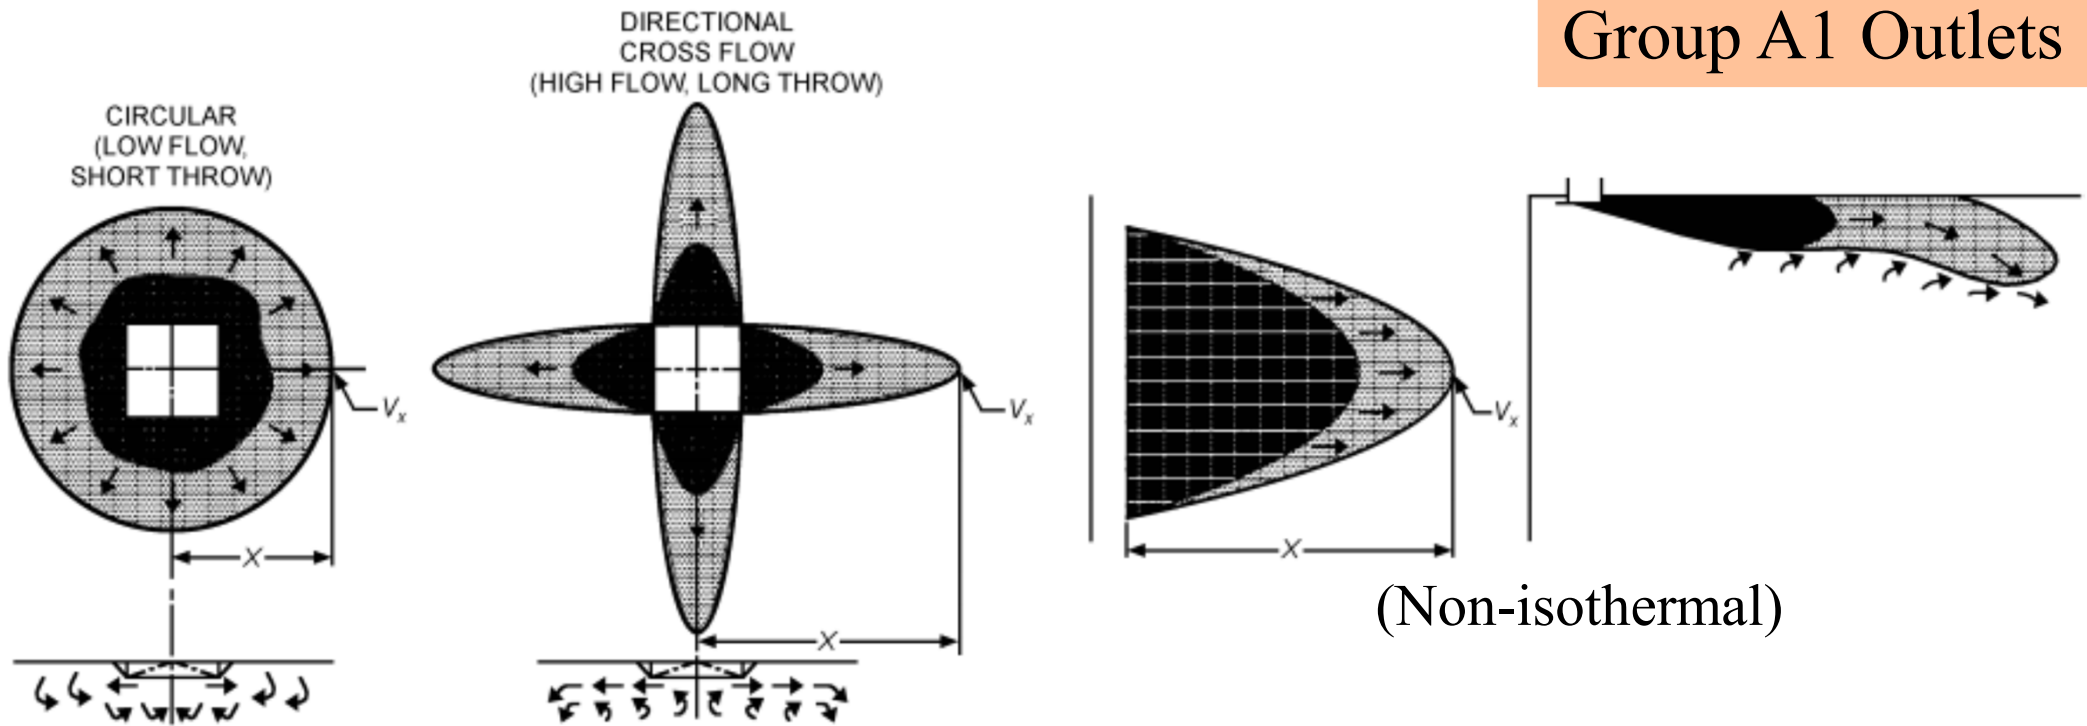 Group A1 Outlets
DIRECTIONAL
CROSS FLOW
(HIGH FLOW, LONG THROW)
CIRCULAR
(LOW FLOW,
SHORT THROW)
Vx
Vx
Vx
X
X
X
(Non-isothermal)